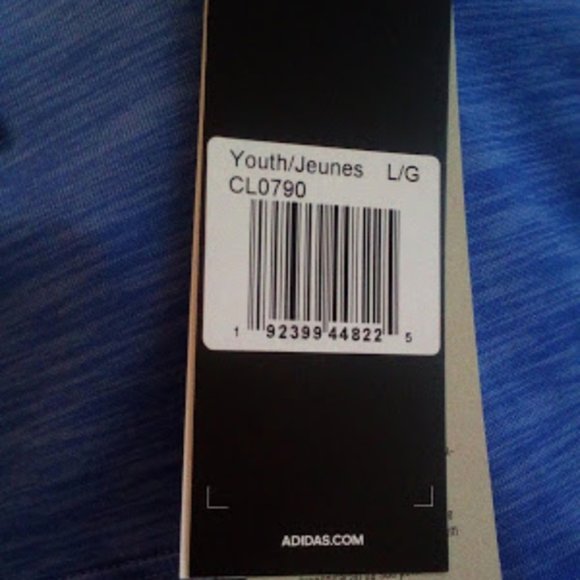 Youth/Jeunes L/G
CL0790
1 92399 44822 5
ADIDAS.COM